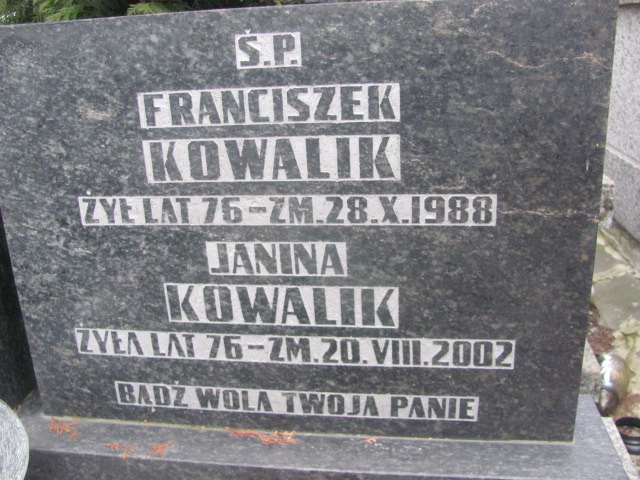 Ś.P.
FRANCISZEK
KOWALIK
ŻYŁ LAT 76-ZM.28.X.1988
JANINA
KOWALIK
ŻYŁA LAT 76-ZM.20.VIII.2002
BĄDŹ WOLA TWOJA PANIE